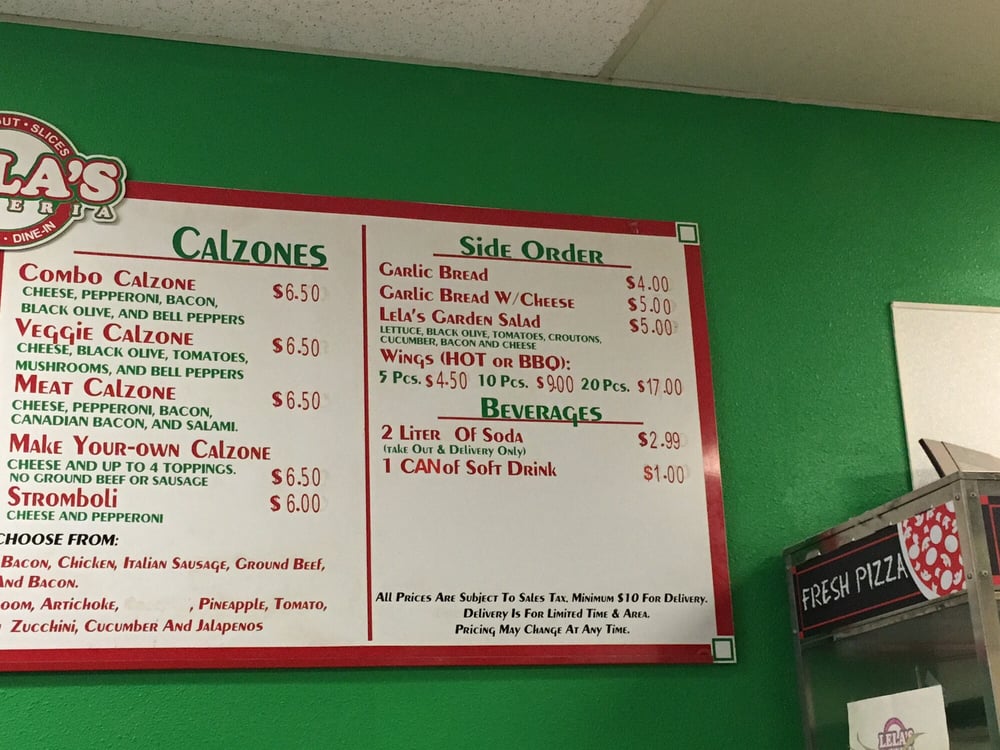 OUT • SLICES
LA'S
ERIA
• DINE-IN
CALZONES
COMBO CALZONE $6.50
CHEESE, PEPPERONI, BACON,
BLACK OLIVE, AND BELL PEPPERS
VEGGIE CALZONE $6.50
CHEESE, BLACK OLIVE, TOMATOES,
MUSHROOMS, AND BELL PEPPERS
MEAT CALZONE $6.50
CHEESE, PEPPERONI, BACON,
CANADIAN BACON, AND SALAMI.
MAKE YOUR-OWN CALZONE
CHEESE AND UP TO 4 TOPPINGS.
NO GROUND BEEF OR SAUSAGE $6.50
STROMBOLI $6.00
CHEESE AND PEPPERONI
CHOOSE FROM:
BACON, CHICKEN, ITALIAN SAUSAGE, GROUND BEEF,
AND BACON.
OOM, ARTICHOKE, , PINEAPPLE, TOMATO,
ZUCCHINI, CUCUMBER AND JALAPENOS
SIDE ORDER
GARLIC BREAD $4.00
GARLIC BREAD W/CHEESE $5.00
LELA'S GARDEN SALAD $5.00
LETTUCE, BLACK OLIVE, TOMATOES, CROUTONS,
CUCUMBER, BACON AND CHEESE
WINGS (HOT OR BBQ):
5 PCS. $4.50 10 PCS. $9.00 20 PCS. $17.00
BEVERAGES
2 LITER OF SODA $2.99
(TAKE OUT & DELIVERY ONLY)
1 CAN OF SOFT DRINK $1.00
ALL PRICES ARE SUBJECT TO SALES TAX. MINIMUM $10 FOR DELIVERY.
DELIVERY IS FOR LIMITED TIME & AREA.
PRICING MAY CHANGE AT ANY TIME.
FRESH PIZZA
LELA'S